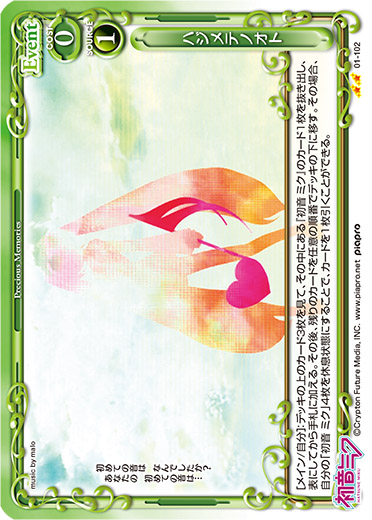 Event
COST
0
SOURCE
1
ハジメテノオト
Precious Memories
01-102
music by malo
初めての音は なんでしたか？
あなたの 初めての音は…
[メイン/自分]：デッキの上のカード3枚を見て、その中にある「初音 ミク」のカード1枚を抜き出し、
表にしてから手札に加える。その後、残りのカードを任意の順番でデッキの下に移す。その場合、
自分の「初音 ミク」4枚を休息状態にすることで、カードを1枚引くことができる。
初音ミク
HATSUNE MIKU
©Crypton Future Media, INC. www.piapro.net piapro